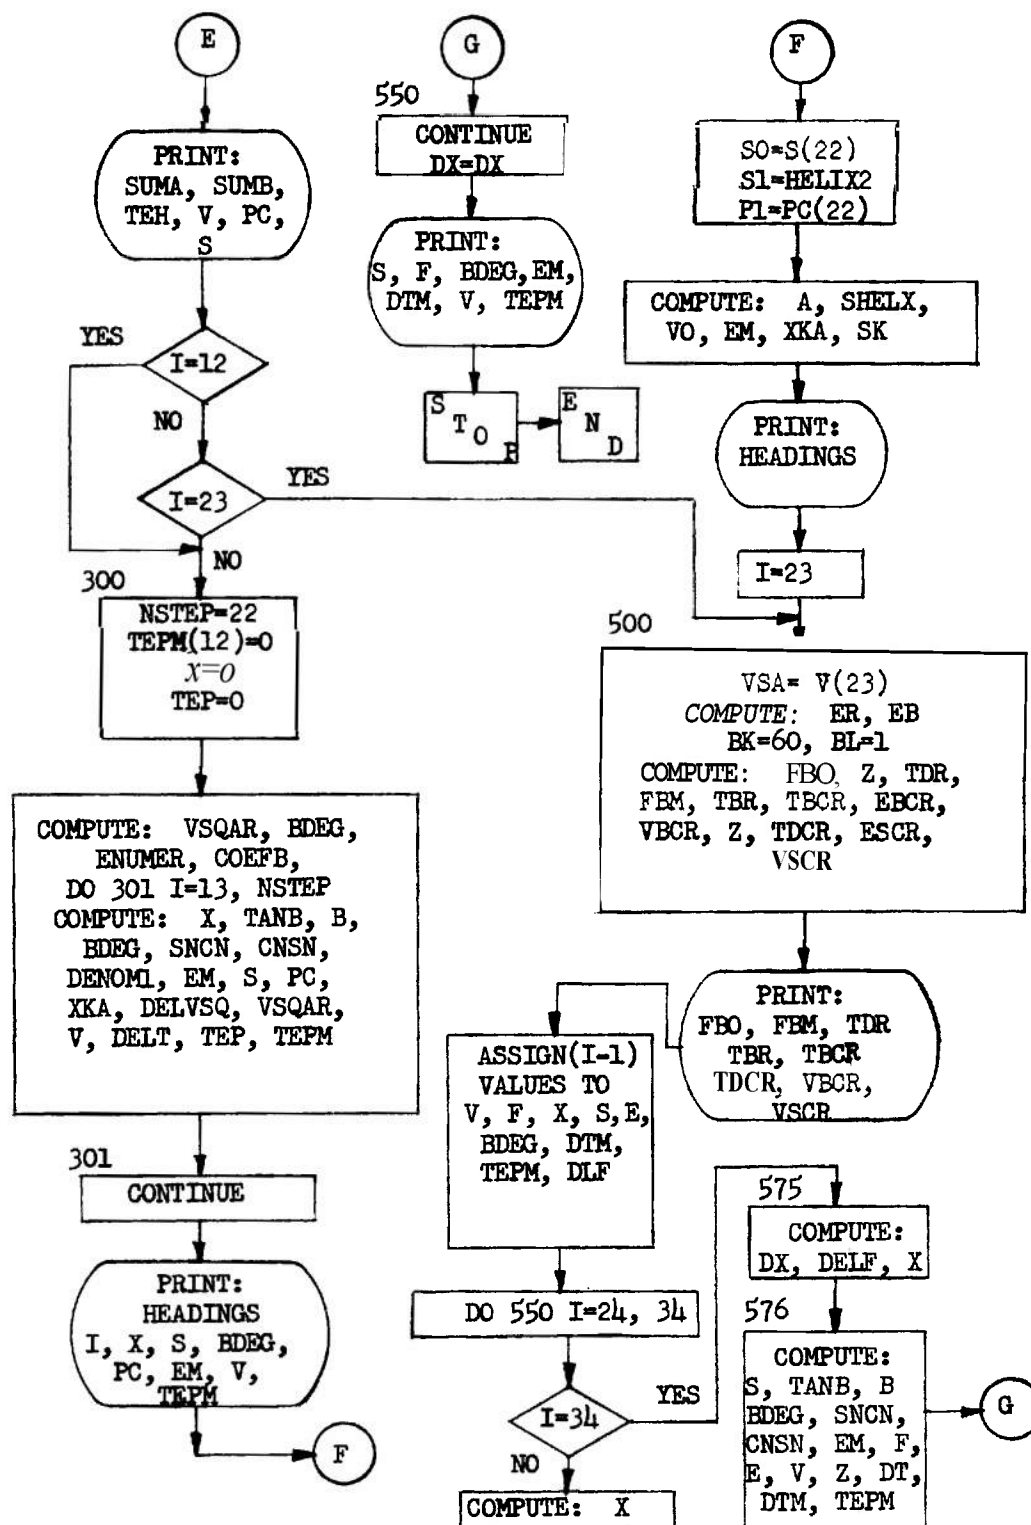 E
PRINT:
SUMA, SUMB,
TEH, V, PC,
S
YES
I=12
NO
I=23
YES
NO
300
NSTEP=22
TEPM(12)=0
X=0
TEP=0
COMPUTE: VSQAR, BDEG,
ENUMER, COEFB,
DO 301 I=13, NSTEP
COMPUTE: X, TANB, B,
BDEG, SNCN, CNSN,
DENOM1, EM, S, PC,
XKA, DELVSQ, VSQAR,
V, DELT, TEP, TEPM
301
CONTINUE
PRINT:
HEADINGS
I, X, S, BDEG,
PC, EM, V,
TEPM
F
G
550
CONTINUE
DX=DX
PRINT:
S, F, BDEG, EM,
DTM, V, TEPM
STOP
END
F
S0=S(22)
S1=HELIX2
P1=PC(22)
COMPUTE: A, SHELX,
VO, EM, XKA, SK
PRINT:
HEADINGS
I=23
500
VSA= V(23)
COMPUTE: ER, EB
BK=60, BL=1
COMPUTE: FBO, Z, TDR,
FBM, TBR, TBCR, EBCR,
VBCR, Z, TDCR, ESCR,
VSCR
PRINT:
FBO, FBM, TDR
TBR, TBCR
TDCR, VBCR,
VSCR
ASSIGN(I-1)
VALUES TO
V, F, X, S, E,
BDEG, DTM,
TEPM, DLF
DO 550 I=24, 34
I=34
YES
NO
COMPUTE: X
575
COMPUTE:
DX, DELF, X
576
COMPUTE:
S, TANB, B
BDEG, SNCN,
CNSN, EM, F,
E, V, Z, DT,
DTM, TEPM
G